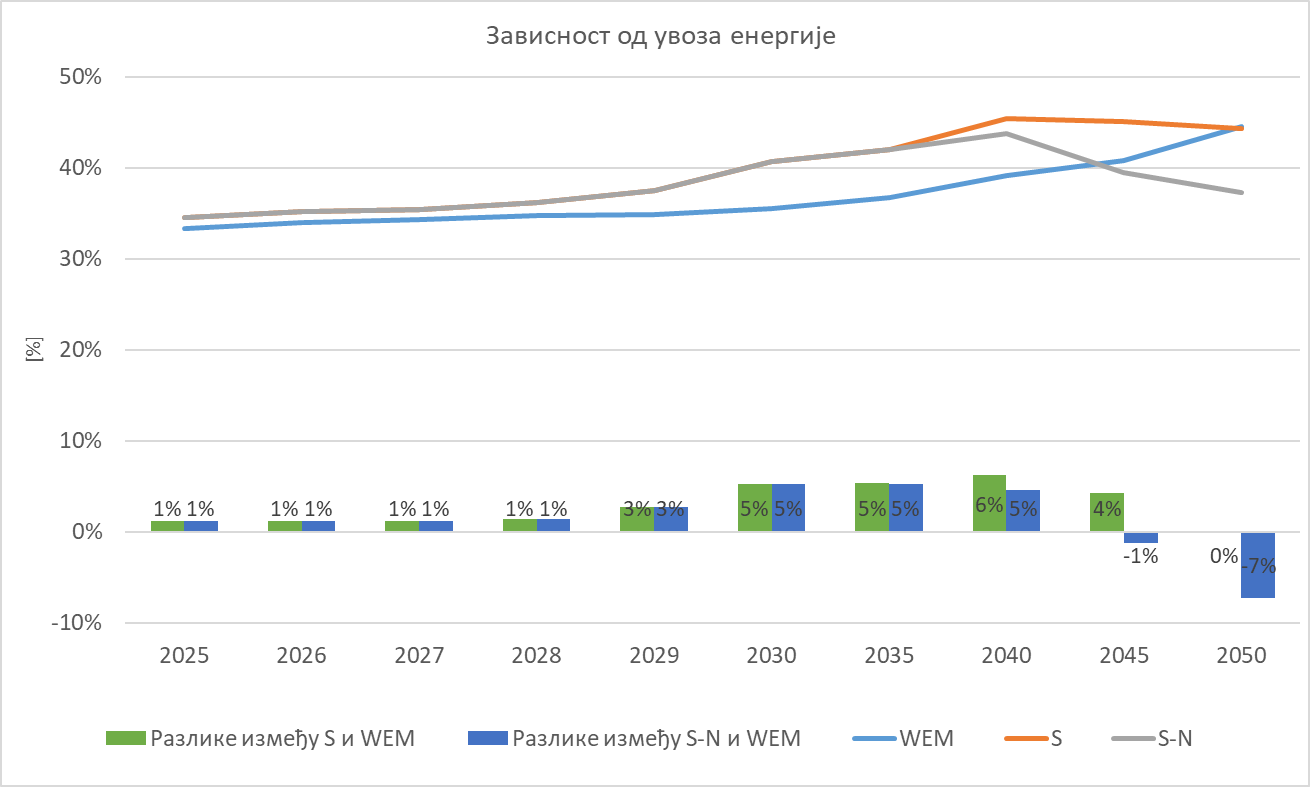 Зависност од увоза енергије
50%
40%
30%
20%
10%
0%
-10%
[%]
1% 1% 1% 1% 1% 1% 1% 1% 3% 3% 5% 5% 5% 5% 6% 5% 4% -1% 0% -7%
2025 2026 2027 2028 2029 2030 2035 2040 2045 2050
Разлике између S и WEM Разлике између S-N и WEM WEM S S-N